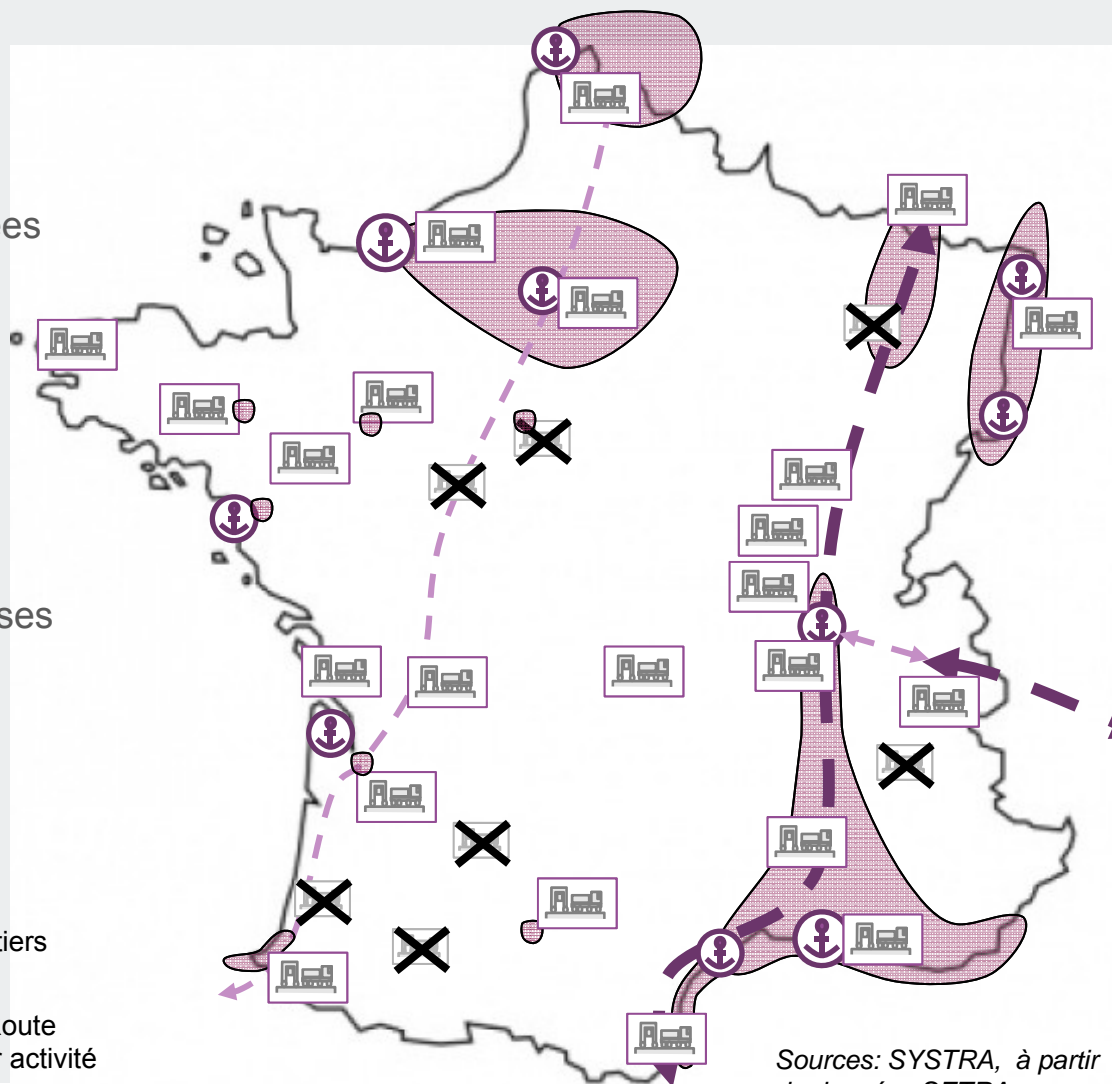 es
ses
tiers
oute
activité
Sources: SYSTRA, à partir